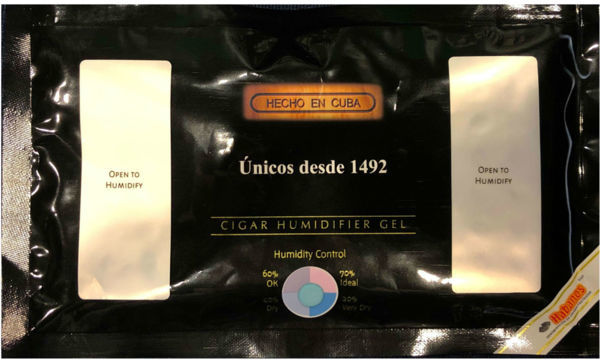 HECHO EN CUBA
Únicos desde 1492
OPEN TO
HUMIDIFY
OPEN TO
HUMIDIFY
CIGAR HUMIDIFIER GEL
Humidity Control
60% 70%
OK Ideal
40% 20%
Dry Very Dry
Habanos